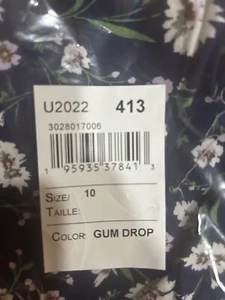 U2022 413
3028017006
1 95935 37841 3
SIZE/ 10
TAILLE:
COLOR: GUM DROP